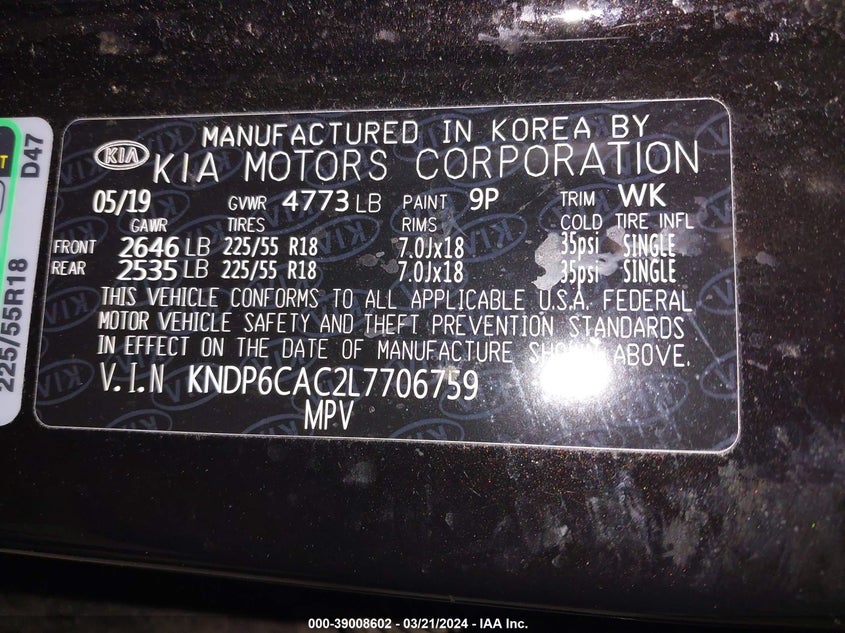 MANUFACTURED IN KOREA BY
KIA KIA MOTORS CORPORATION
05/19 GVWR 4773 LB PAINT 9P TRIM WK
GAWR TIRES RIMS COLD TIRE INFL
FRONT 2646 LB 225/55 R18 7.0Jx18 35psi SINGLE
REAR 2535 LB 225/55 R18 7.0Jx18 35psi SINGLE
THIS VEHICLE CONFORMS TO ALL APPLICABLE U.S.A. FEDERAL
MOTOR VEHICLE SAFETY AND THEFT PREVENTION STANDARDS
IN EFFECT ON THE DATE OF MANUFACTURE SHOWN ABOVE.
V.I.N KNDP6CAC2L7706759
MPV
D47
225/55R18
000-39008602 - 03/21/2024 - IAA Inc.